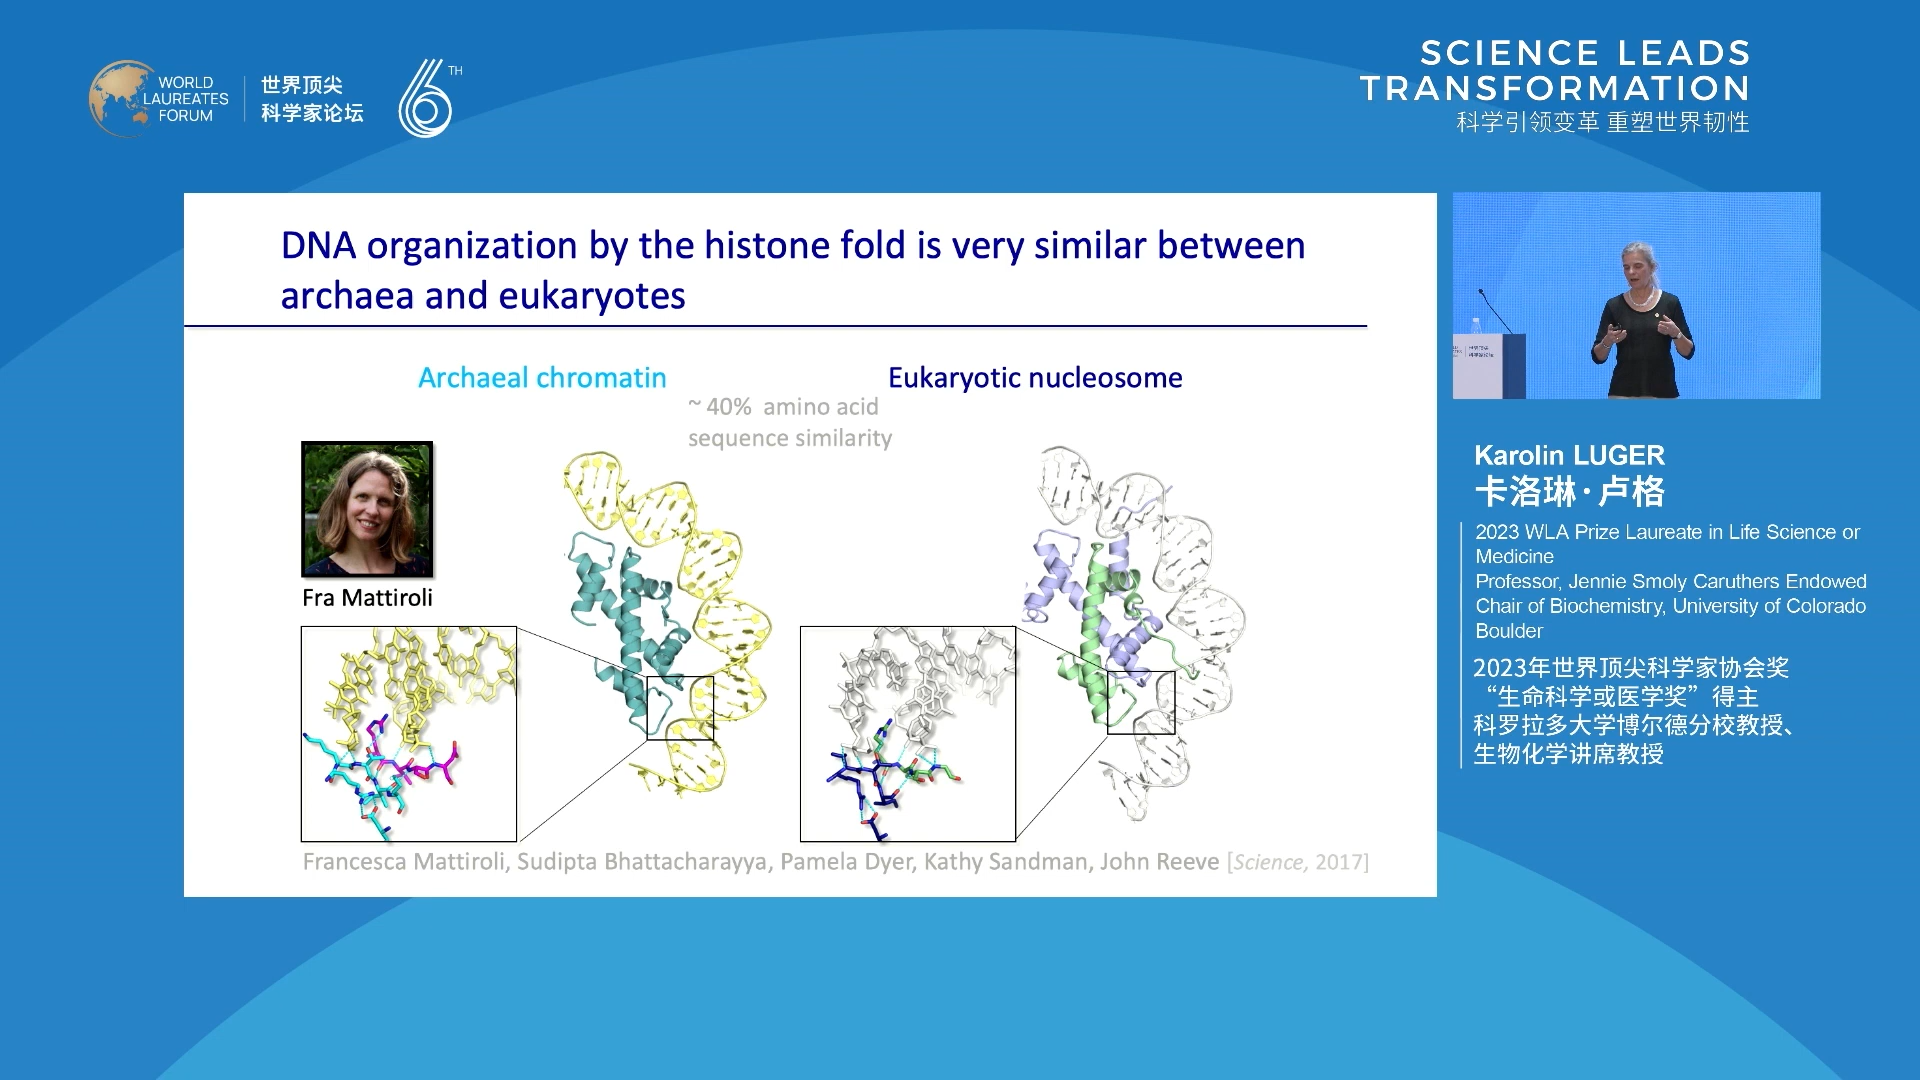 WORLD
LAUREATES
FORUM
世界顶尖
科学家论坛
6TH
SCIENCE LEADS
TRANSFORMATION
科学引领变革 重塑世界韧性
DNA organization by the histone fold is very similar between
archaea and eukaryotes
Archaeal chromatin
Eukaryotic nucleosome
~ 40% amino acid
sequence similarity
Fra Mattiroli
Francesca Mattiroli, Sudipta Bhattacharayya, Pamela Dyer, Kathy Sandman, John Reeve [Science, 2017]
Karolin LUGER
卡洛琳·卢格
2023 WLA Prize Laureate in Life Science or
Medicine
Professor, Jennie Smoly Caruthers Endowed
Chair of Biochemistry, University of Colorado
Boulder
2023年世界顶尖科学家协会奖
“生命科学或医学奖”得主
科罗拉多大学博尔德分校教授、
生物化学讲席教授